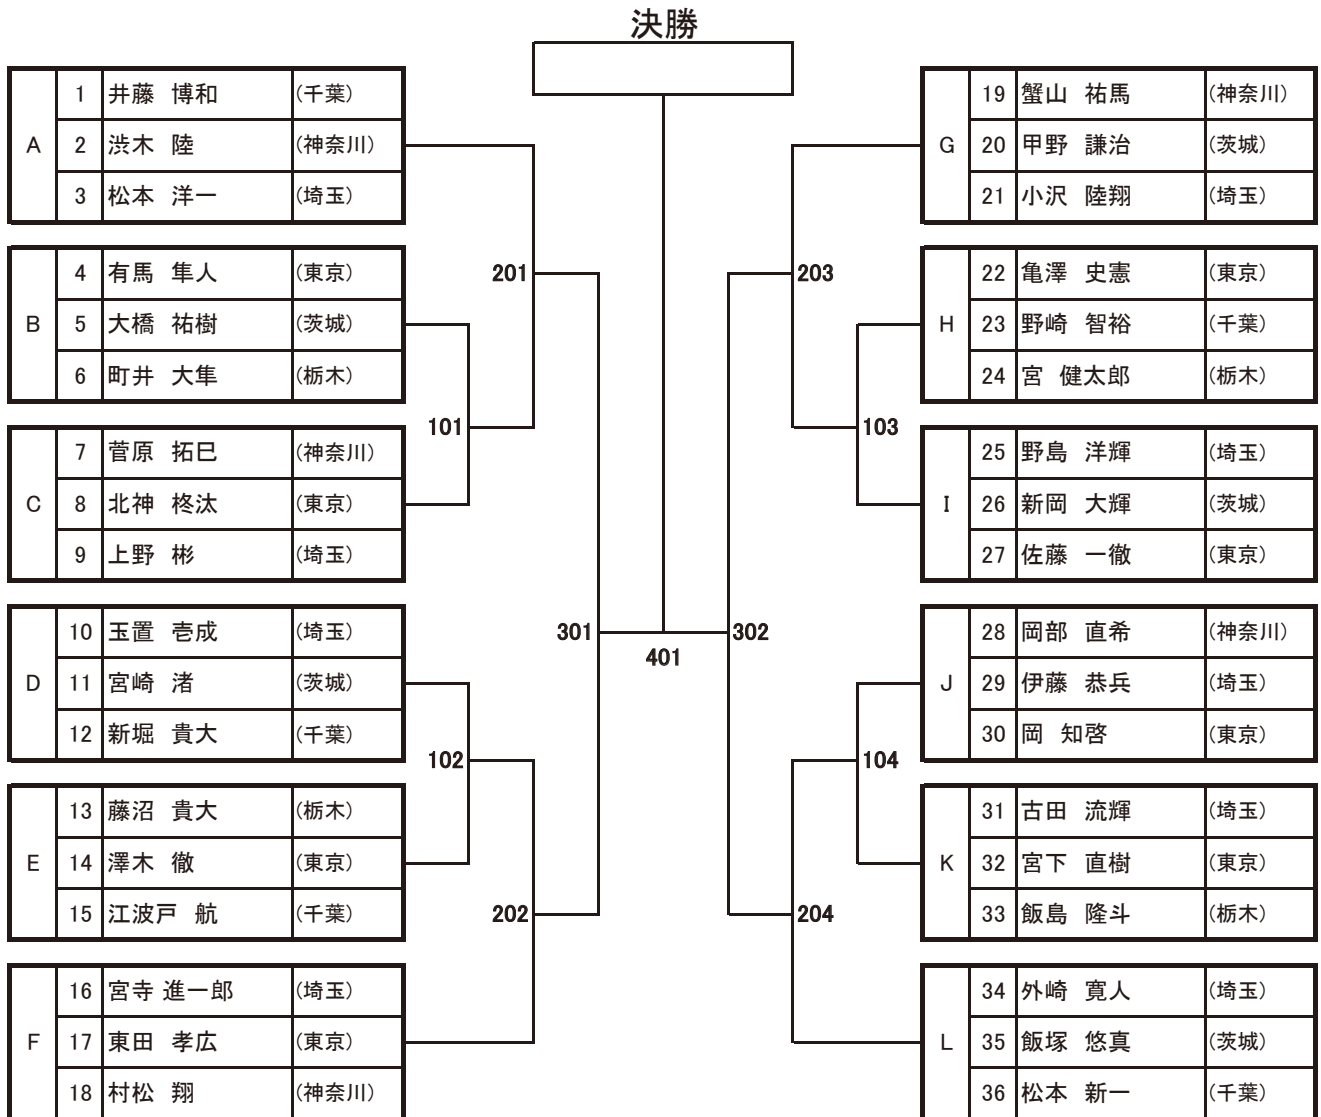 決勝
A
1 井藤 博和 (千葉)
2 渋木 陸 (神奈川)
3 松本 洋一 (埼玉)
B
4 有馬 隼人 (東京)
5 大橋 祐樹 (茨城)
6 町井 大隼 (栃木)
C
7 菅原 拓巳 (神奈川)
8 北神 柊汰 (東京)
9 上野 彬 (埼玉)
D
10 玉置 壱成 (埼玉)
11 宮崎 渚 (茨城)
12 新堀 貴大 (千葉)
E
13 藤沼 貴大 (栃木)
14 澤木 徹 (東京)
15 江波戸 航 (千葉)
F
16 宮寺 進一郎 (埼玉)
17 東田 孝広 (東京)
18 村松 翔 (神奈川)
101
102
201
202
301
401
302
203
204
103
104
G
19 蟹山 祐馬 (神奈川)
20 甲野 謙治 (茨城)
21 小沢 陸翔 (埼玉)
H
22 亀澤 史憲 (東京)
23 野崎 智裕 (千葉)
24 宮 健太郎 (栃木)
I
25 野島 洋輝 (埼玉)
26 新岡 大輝 (茨城)
27 佐藤 一徹 (東京)
J
28 岡部 直希 (神奈川)
29 伊藤 恭兵 (埼玉)
30 岡 知啓 (東京)
K
31 古田 流輝 (埼玉)
32 宮下 直樹 (東京)
33 飯島 隆斗 (栃木)
L
34 外崎 寛人 (埼玉)
35 飯塚 悠真 (茨城)
36 松本 新一 (千葉)